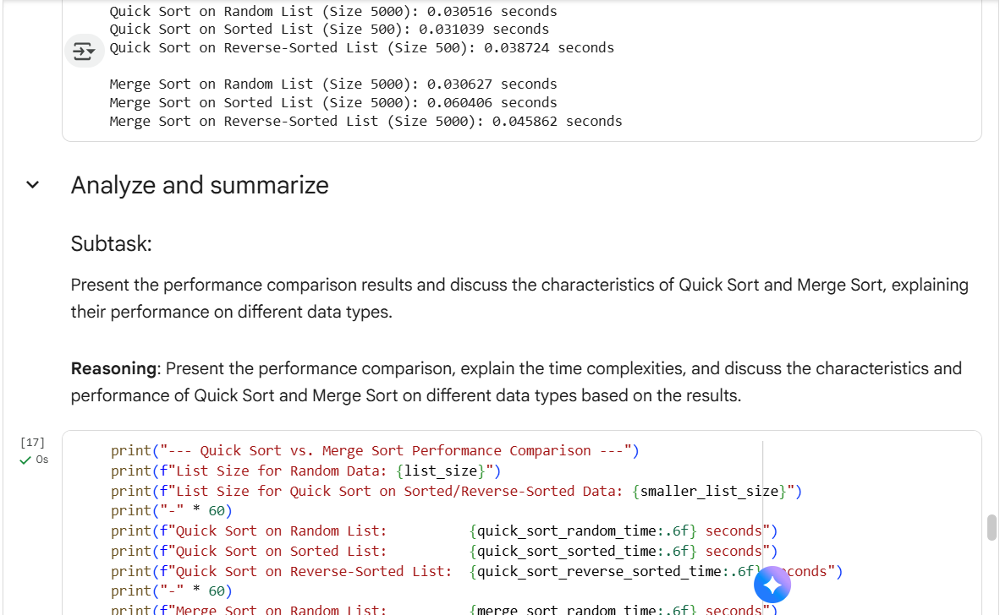 Quick Sort on Random List (Size 5000): 0.030516 seconds
Quick Sort on Sorted List (Size 500): 0.031039 seconds
Quick Sort on Reverse-Sorted List (Size 500): 0.038724 seconds
Merge Sort on Random List (Size 5000): 0.030627 seconds
Merge Sort on Sorted List (Size 5000): 0.060406 seconds
Merge Sort on Reverse-Sorted List (Size 5000): 0.045862 seconds
Analyze and summarize
Subtask:
Present the performance comparison results and discuss the characteristics of Quick Sort and Merge Sort, explaining
their performance on different data types.
Reasoning: Present the performance comparison, explain the time complexities, and discuss the characteristics and
performance of Quick Sort and Merge Sort on different data types based on the results.
[17]
0s
print("--- Quick Sort vs. Merge Sort Performance Comparison ---")
print(f"List Size for Random Data: {list_size}")
print(f"List Size for Quick Sort on Sorted/Reverse-Sorted Data: {smaller_list_size}")
print("-" * 60)
print(f"Quick Sort on Random List:          {quick_sort_random_time:.6f} seconds")
print(f"Quick Sort on Sorted List:          {quick_sort_sorted_time:.6f} seconds")
print(f"Quick Sort on Reverse-Sorted List:  {quick_sort_reverse_sorted_time:.6f} seconds")
print("-" * 60)
print(f"Merge Sort on Random List:          {merge_sort_random_time:.6f} seconds")